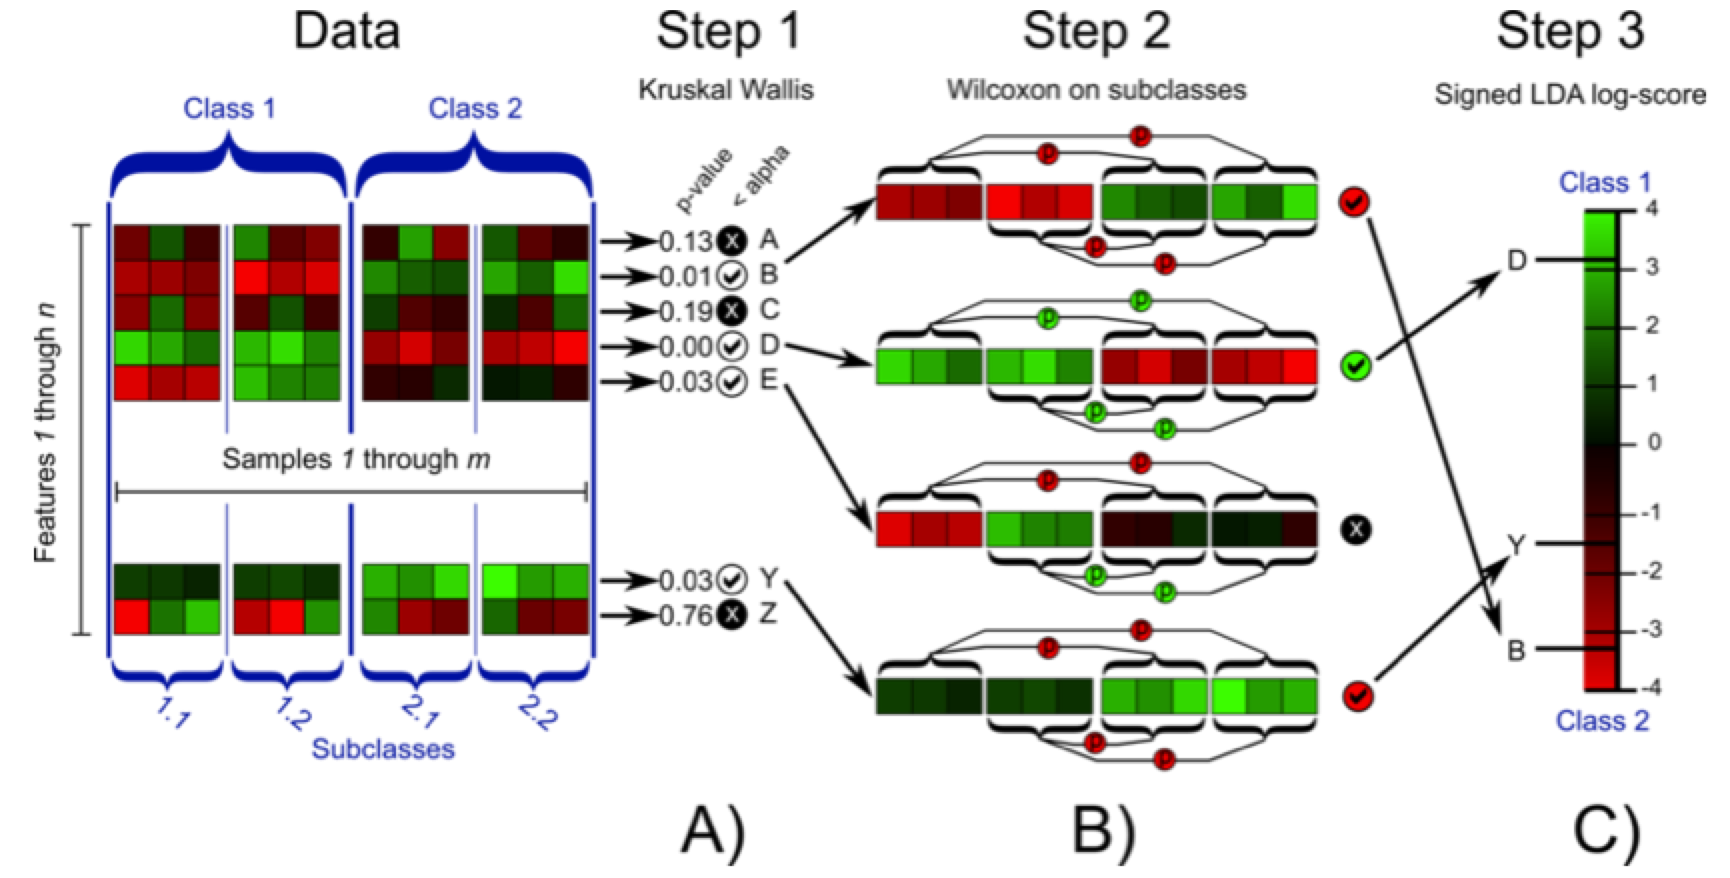 Data
Step 1
Step 2
Step 3
Kruskal Wallis
Wilcoxon on subclasses
Signed LDA log-score
Class 1
Class 2
p-value
< alpha
Features 1 through n
0.13 X A
0.01 B
0.19 X C
0.00 D
0.03 E
Samples 1 through m
0.03 Y
0.76 X Z
1.1
1.2
2.1
2.2
Subclasses
p
p
p
p
p
p
p
p
p
p
p
p
X
p
p
p
p
Class 1
4
D
3
2
1
0
-1
Y
-2
-3
B
-4
Class 2
A)
B)
C)